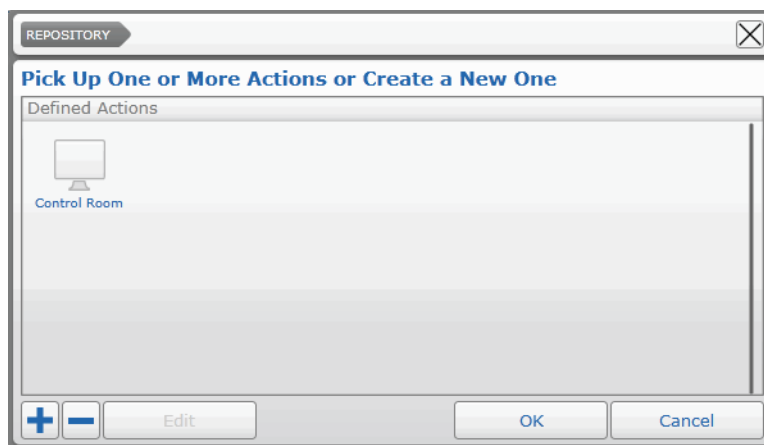 REPOSITORY
Pick Up One or More Actions or Create a New One
Defined Actions
Control Room
Edit
OK
Cancel